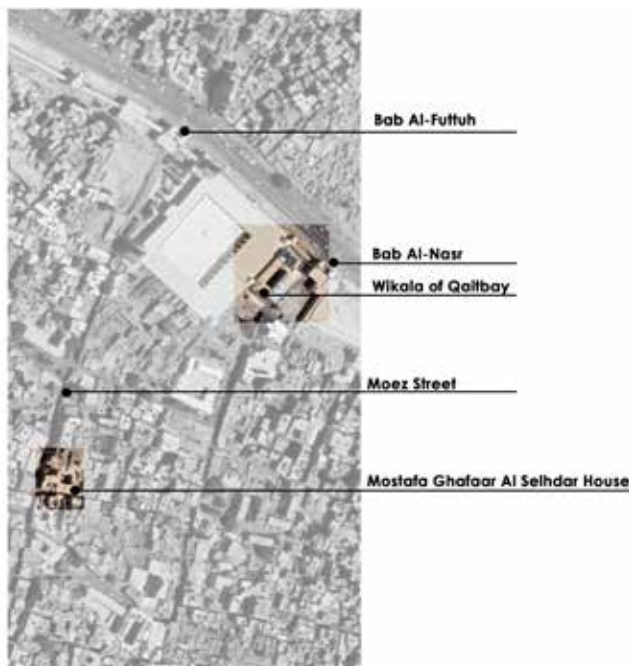 Bab Al-Futtuh
Bab Al-Nasr
Wikala of Qaitbay
Moez Street
Mostafa Ghafaar Al Selhdar House